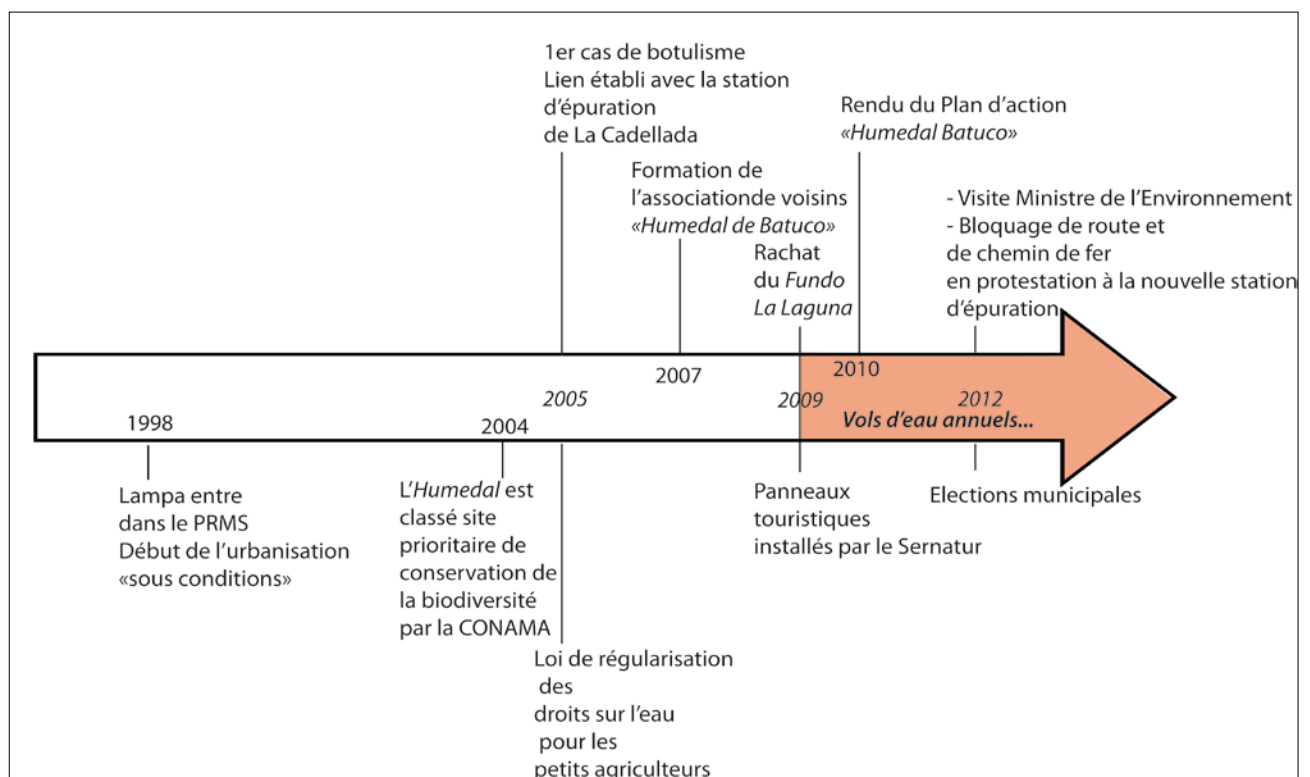 1er cas de botulisme
Lien établi avec la station
d'épuration
de La Cadellada
Rendu du Plan d'action
«Humedal Batuco»
Formation de
l'associationde voisins
«Humedal de Batuco»
- Visite Ministre de l'Environnement
- Bloquage de route et
de chemin de fer
en protestation à la nouvelle station
d'épuration
Rachat
du Fundo
La Laguna
2007
2010
2005
2009
2012
1998
2004
Vols d'eau annuels...
Lampa entre
dans le PRMS
Début de l'urbanisation
«sous conditions»
L'Humedal est
classé site
prioritaire de
conservation de
la biodiversité
par la CONAMA
Panneaux
touristiques
installés par le Sernatur
Elections municipales
Loi de régularisation
des
droits sur l'eau
pour les
petits agriculteurs